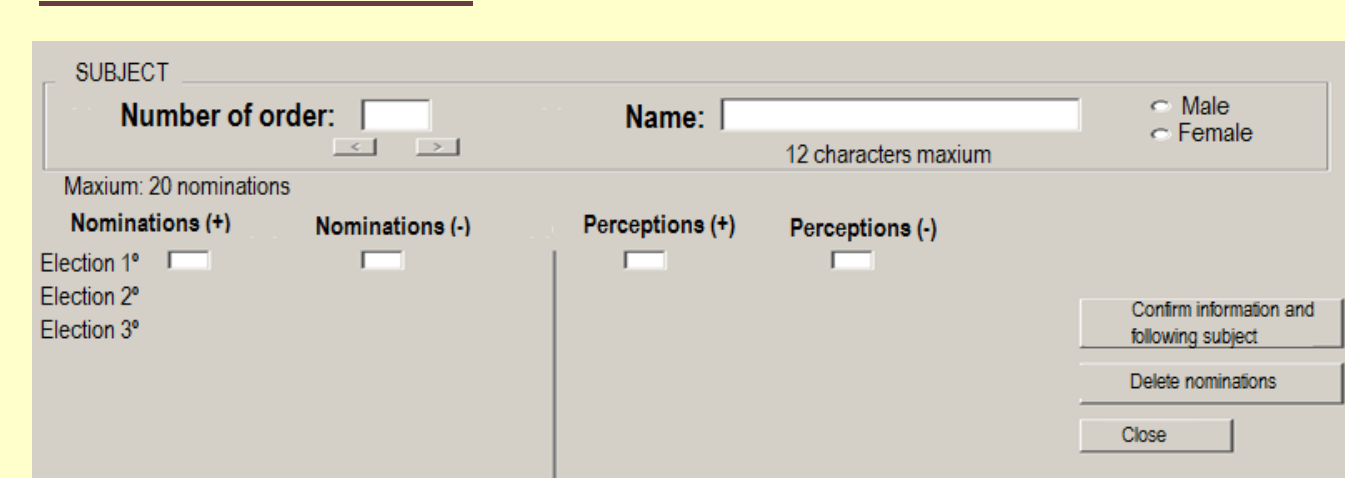 SUBJECT
Number of order:
Name:
Male
Female
< >
12 characters maxium
Maxium: 20 nominations
Nominations (+) Nominations (-) Perceptions (+) Perceptions (-)
Election 1º
Election 2º
Election 3º
Confirm information and
following subject
Delete nominations
Close